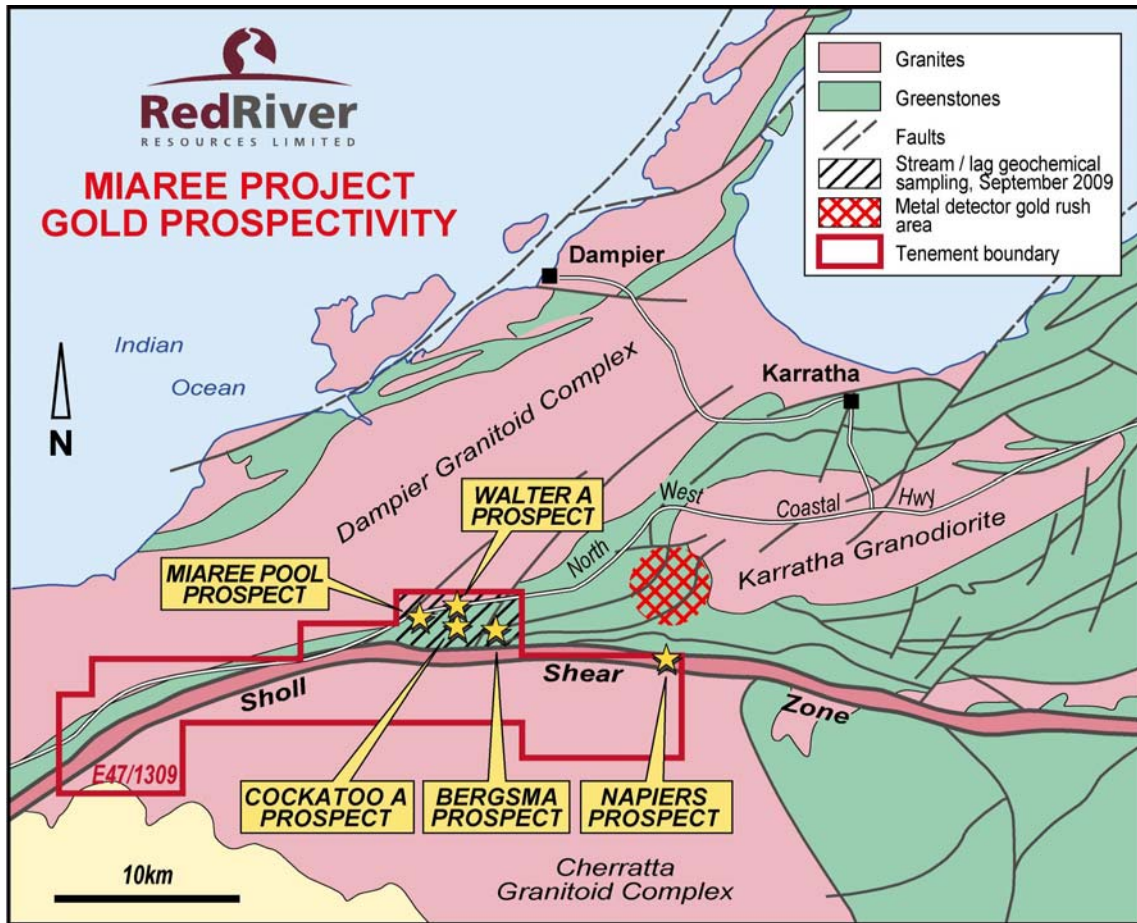 RedRiver
RESOURCES LIMITED
MIAREE PROJECT
GOLD PROSPECTIVITY
Granites
Greenstones
Faults
Stream / lag geochemical
sampling, September 2009
Metal detector gold rush
area
Tenement boundary
Dampier
Indian
Ocean
N
Karratha
Dampier Granitoid Complex
WALTER A
PROSPECT
North West Coastal Hwy
Karratha Granodiorite
MIAREE POOL
PROSPECT
Sholl Shear Zone
E47/1309
COCKATOO A
PROSPECT
BERGSMA
PROSPECT
NAPIERS
PROSPECT
10km
Cherratta
Granitoid Complex